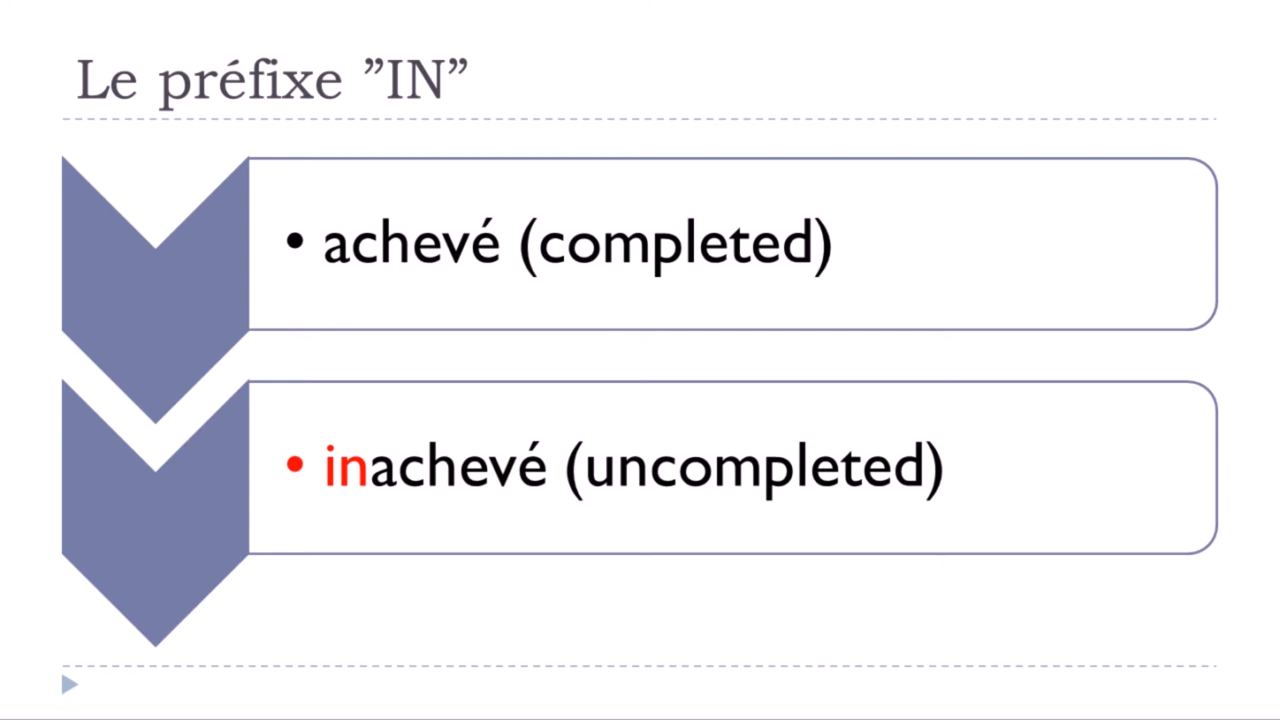 Le préfixe ”IN”
• achevé (completed)
• inachevé (uncompleted)